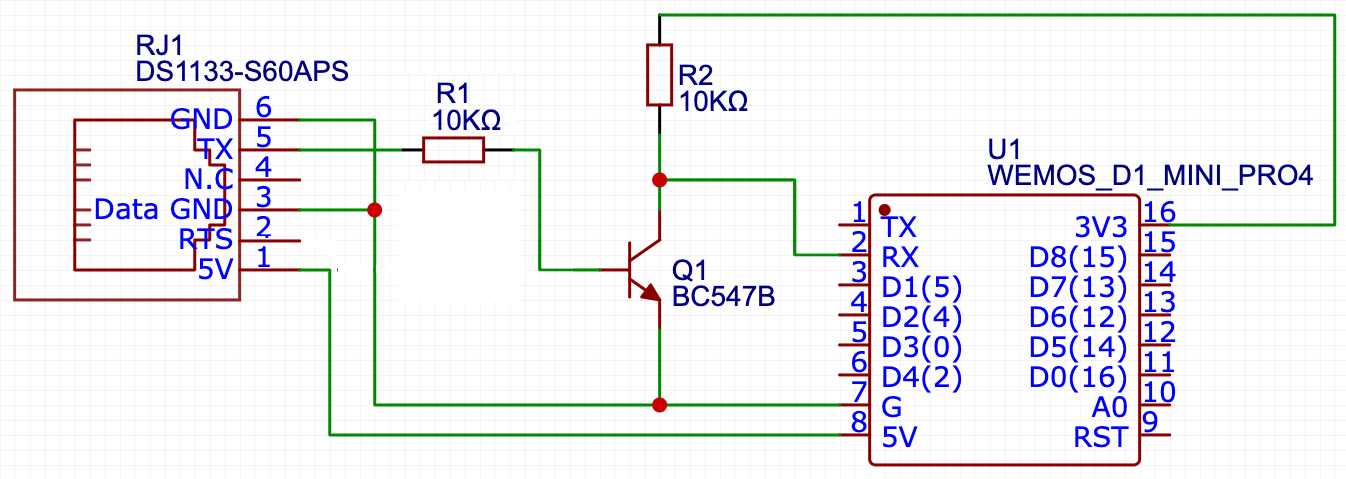 RJ1
DS1133-S60APS
GND 6
TX 5
N.C 4
Data GND 3
RTS 2
5V 1
R1
10KΩ
R2
10KΩ
Q1
BC547B
U1
WEMOS_D1_MINI_PRO4
1 TX 3V3 16
2 RX D8(15) 15
3 D1(5) D7(13) 14
4 D2(4) D6(12) 13
5 D3(0) D5(14) 12
6 D4(2) D0(16) 11
7 G A0 10
8 5V RST 9